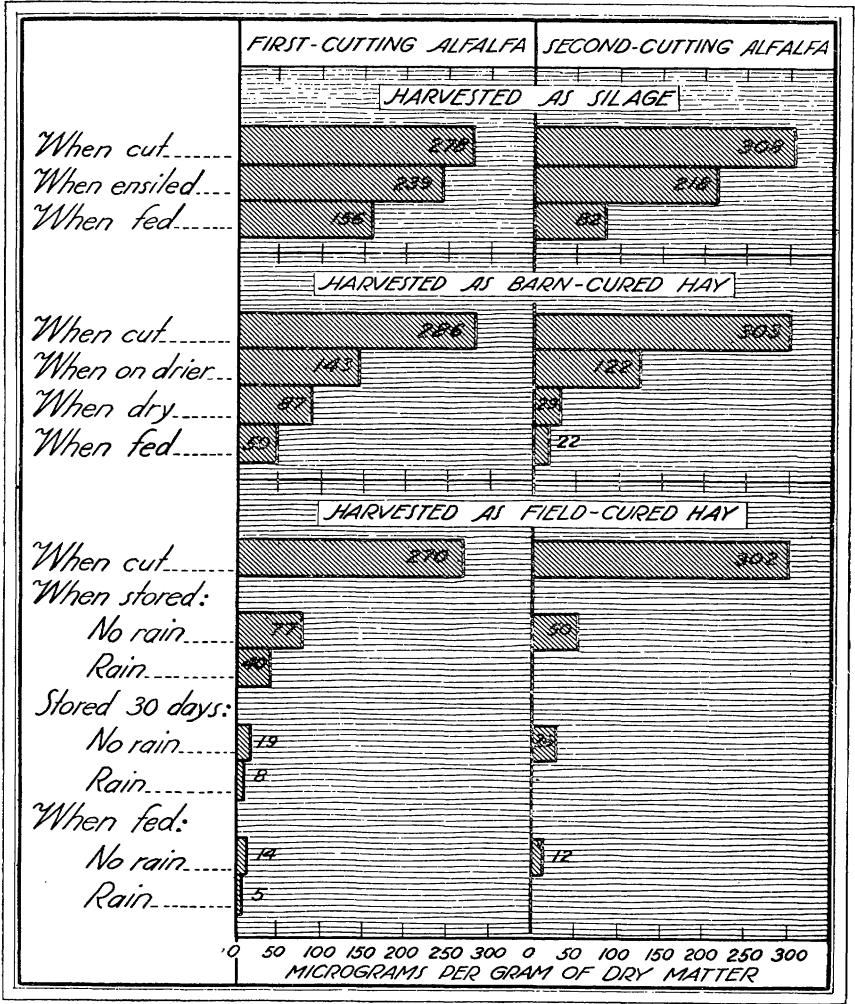 FIRST-CUTTING ALFALFA SECOND-CUTTING ALFALFA
HARVESTED AS SILAGE
When cut 278 308
When ensiled 239 218
When fed 156 82
HARVESTED AS BARN-CURED HAY
When cut 286 303
When on drier 143 122
When dry 87 29
When fed 50 22
HARVESTED AS FIELD-CURED HAY
When cut 270 302
When stored:
No rain 77 50
Rain 40
Stored 30 days:
No rain 19
Rain 8
When fed:
No rain 14 12
Rain 5
0 50 100 150 200 250 300 0 50 100 150 200 250 300
MICROGRAMS PER GRAM OF DRY MATTER